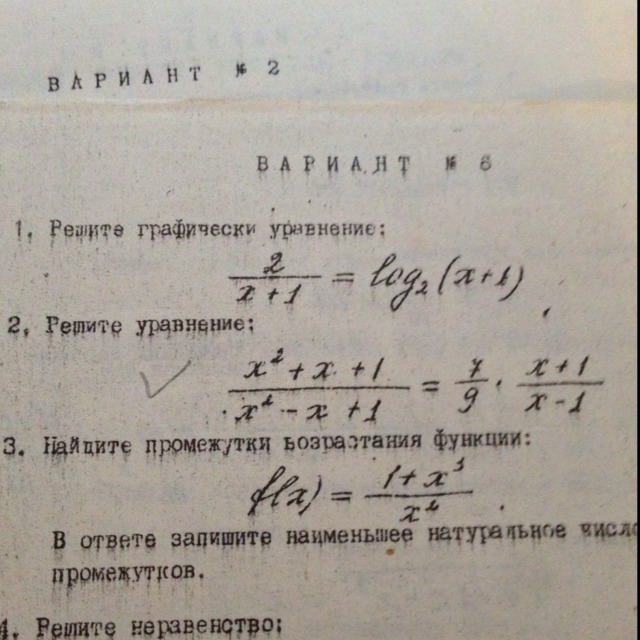 ВАРИАНТ № 2
ВАРИАНТ № 6
1. Решите графически уравнение:
2/(x+1) = log₂(x+1)
2. Решите уравнение:
(x²+x+1)/(x²-x+1) = 7/9 · (x+1)/(x-1)
3. Найдите промежутки возрастания функции:
f(x) = (1+x³)/x²
В ответе запишите наименьшее натуральное число
промежутков.
4. Решите неравенство: